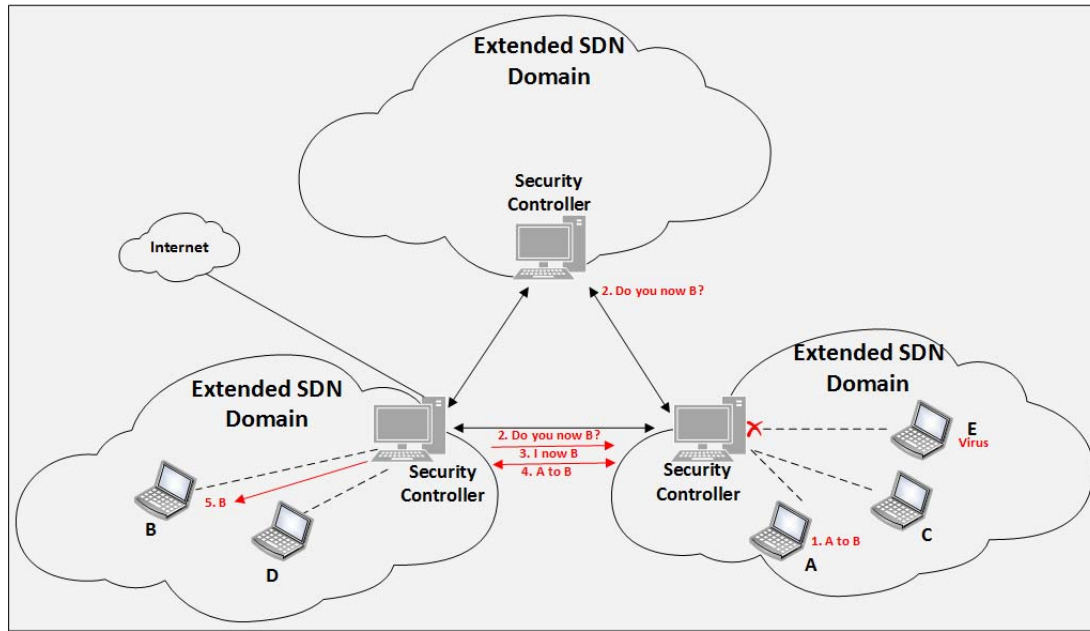 Extended SDN
Domain
Security
Controller
Internet
2. Do you now B?
Extended SDN
Domain
Extended SDN
Domain
E
Virus
2. Do you now B?
3. I now B
4. A to B
Security
Controller
Security
Controller
5. B
B
D
1. A to B
A
C